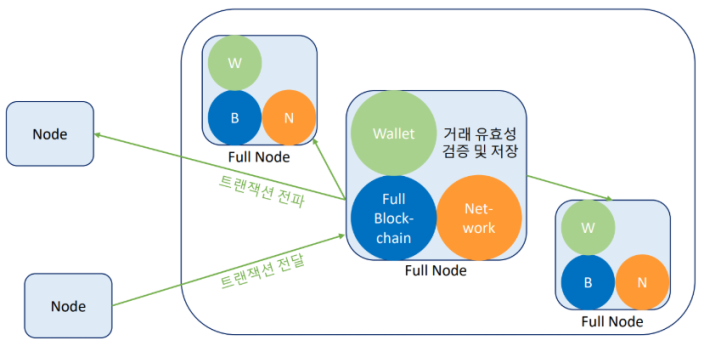 W
B
N
Full Node
Node
트랜잭션 전파
Wallet
거래 유효성
검증 및 저장
Full
Block-
chain
Net-
work
Full Node
트랜잭션 전달
Node
W
B
N
Full Node